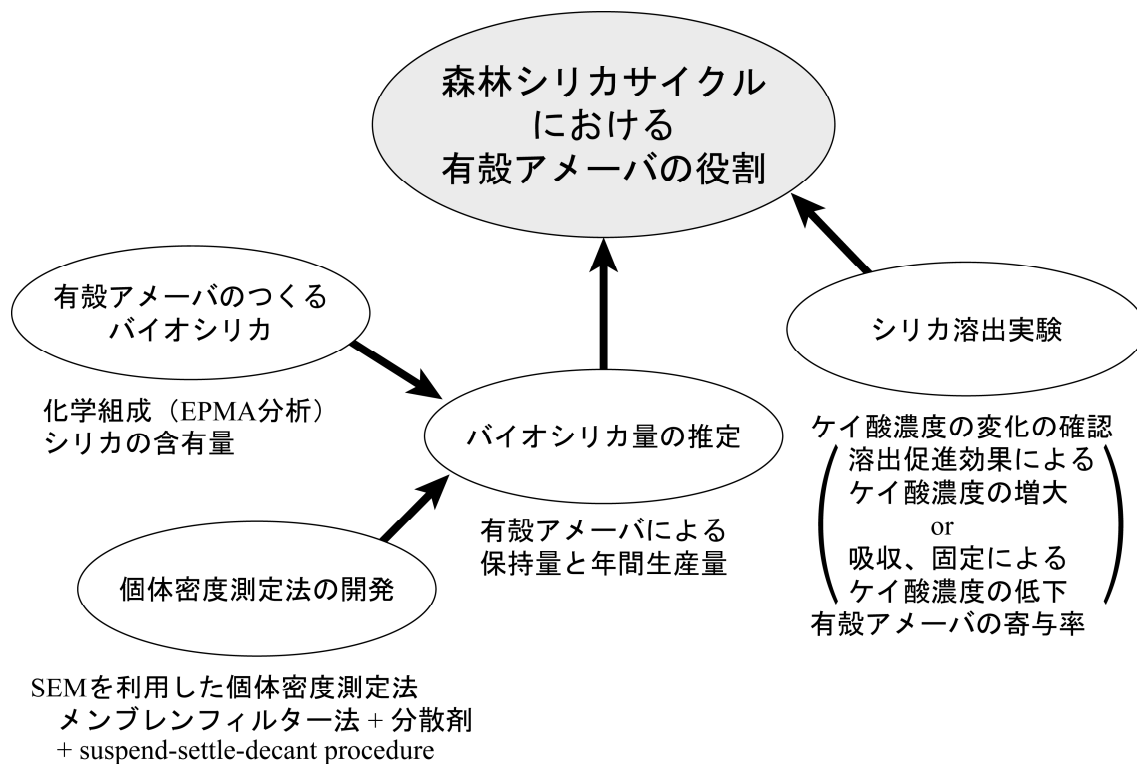 森林シリカサイクル
における
有殻アメーバの役割
有殻アメーバのつくる
バイオシリカ
化学組成（EPMA分析）
シリカの含有量
個体密度測定法の開発
SEMを利用した個体密度測定法
メンブレンフィルター法 + 分散剤
+ suspend-settle-decant procedure
バイオシリカ量の推定
有殻アメーバによる
保持量と年間生産量
シリカ溶出実験
ケイ酸濃度の変化の確認
溶出促進効果による
ケイ酸濃度の増大
or
吸収、固定による
ケイ酸濃度の低下
有殻アメーバの寄与率